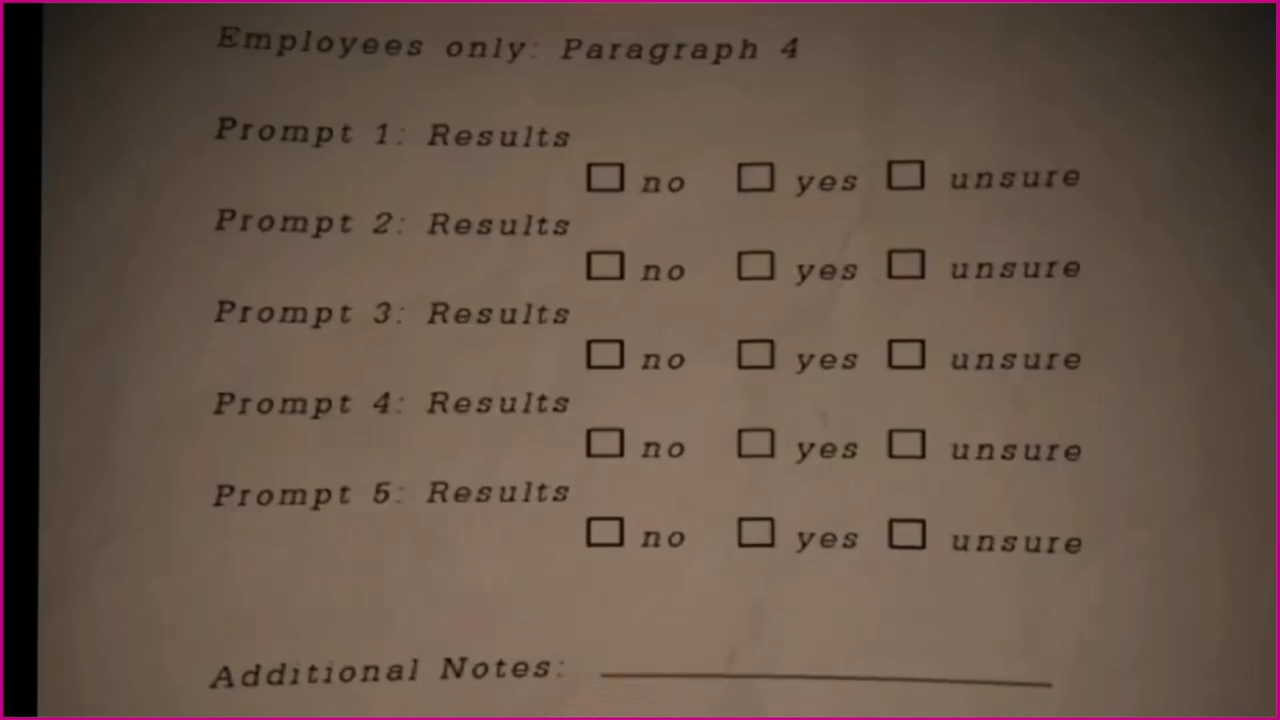 Employees only: Paragraph 4
Prompt 1: Results
no yes unsure
Prompt 2: Results
no yes unsure
Prompt 3: Results
no yes unsure
Prompt 4: Results
no yes unsure
Prompt 5: Results
no yes unsure
Additional Notes: